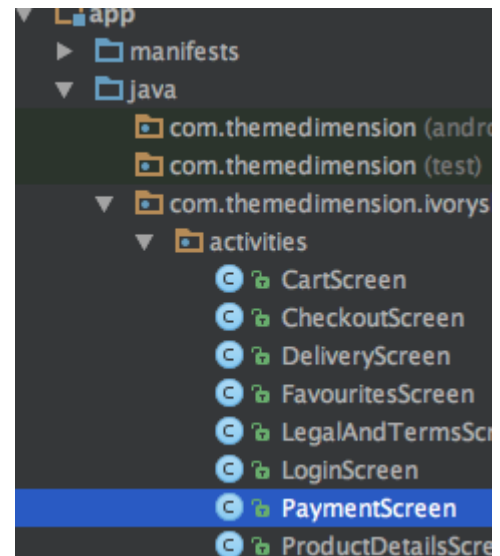 app
manifests
java
com.themedimension (andro
com.themedimension (test)
com.themedimension.ivorys
activities
CartScreen
CheckoutScreen
DeliveryScreen
FavouritesScreen
LegalAndTermsScr
LoginScreen
PaymentScreen
ProductDetailsScre